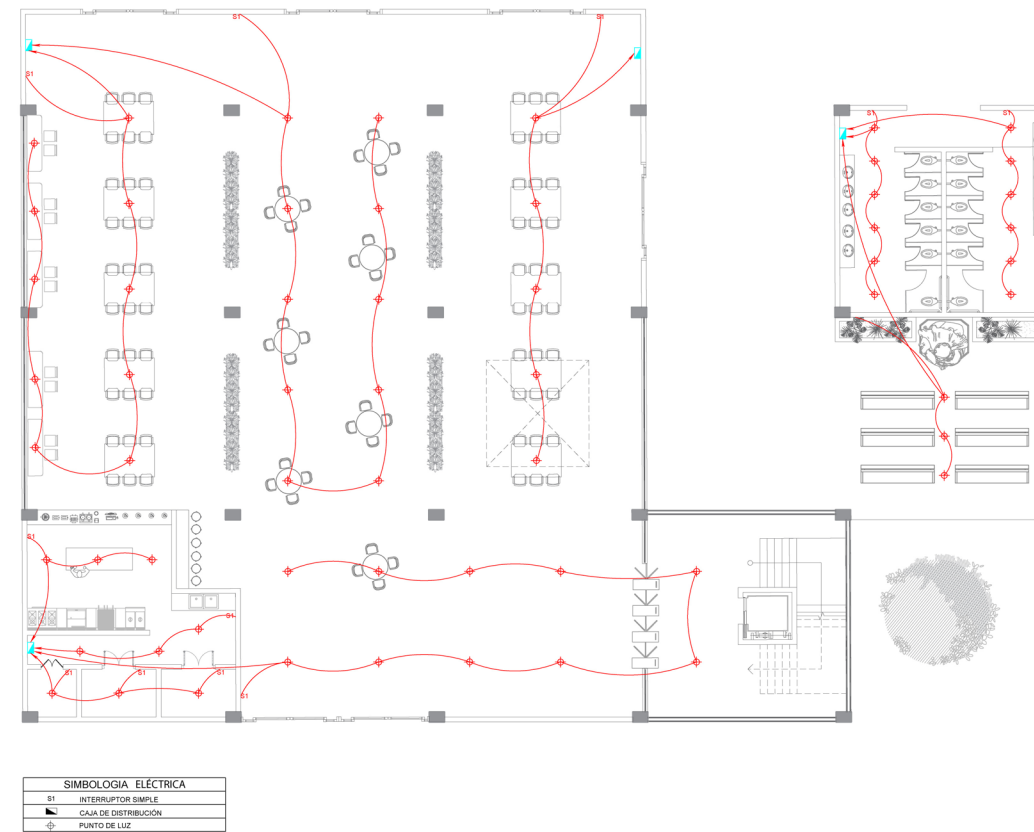 S1
S1
S1
S1
S1
S1
S1
S1
S1
S1
S1
SIMBOLOGIA ELÉCTRICA
S1 INTERRUPTOR SIMPLE
CAJA DE DISTRIBUCIÓN
PUNTO DE LUZ